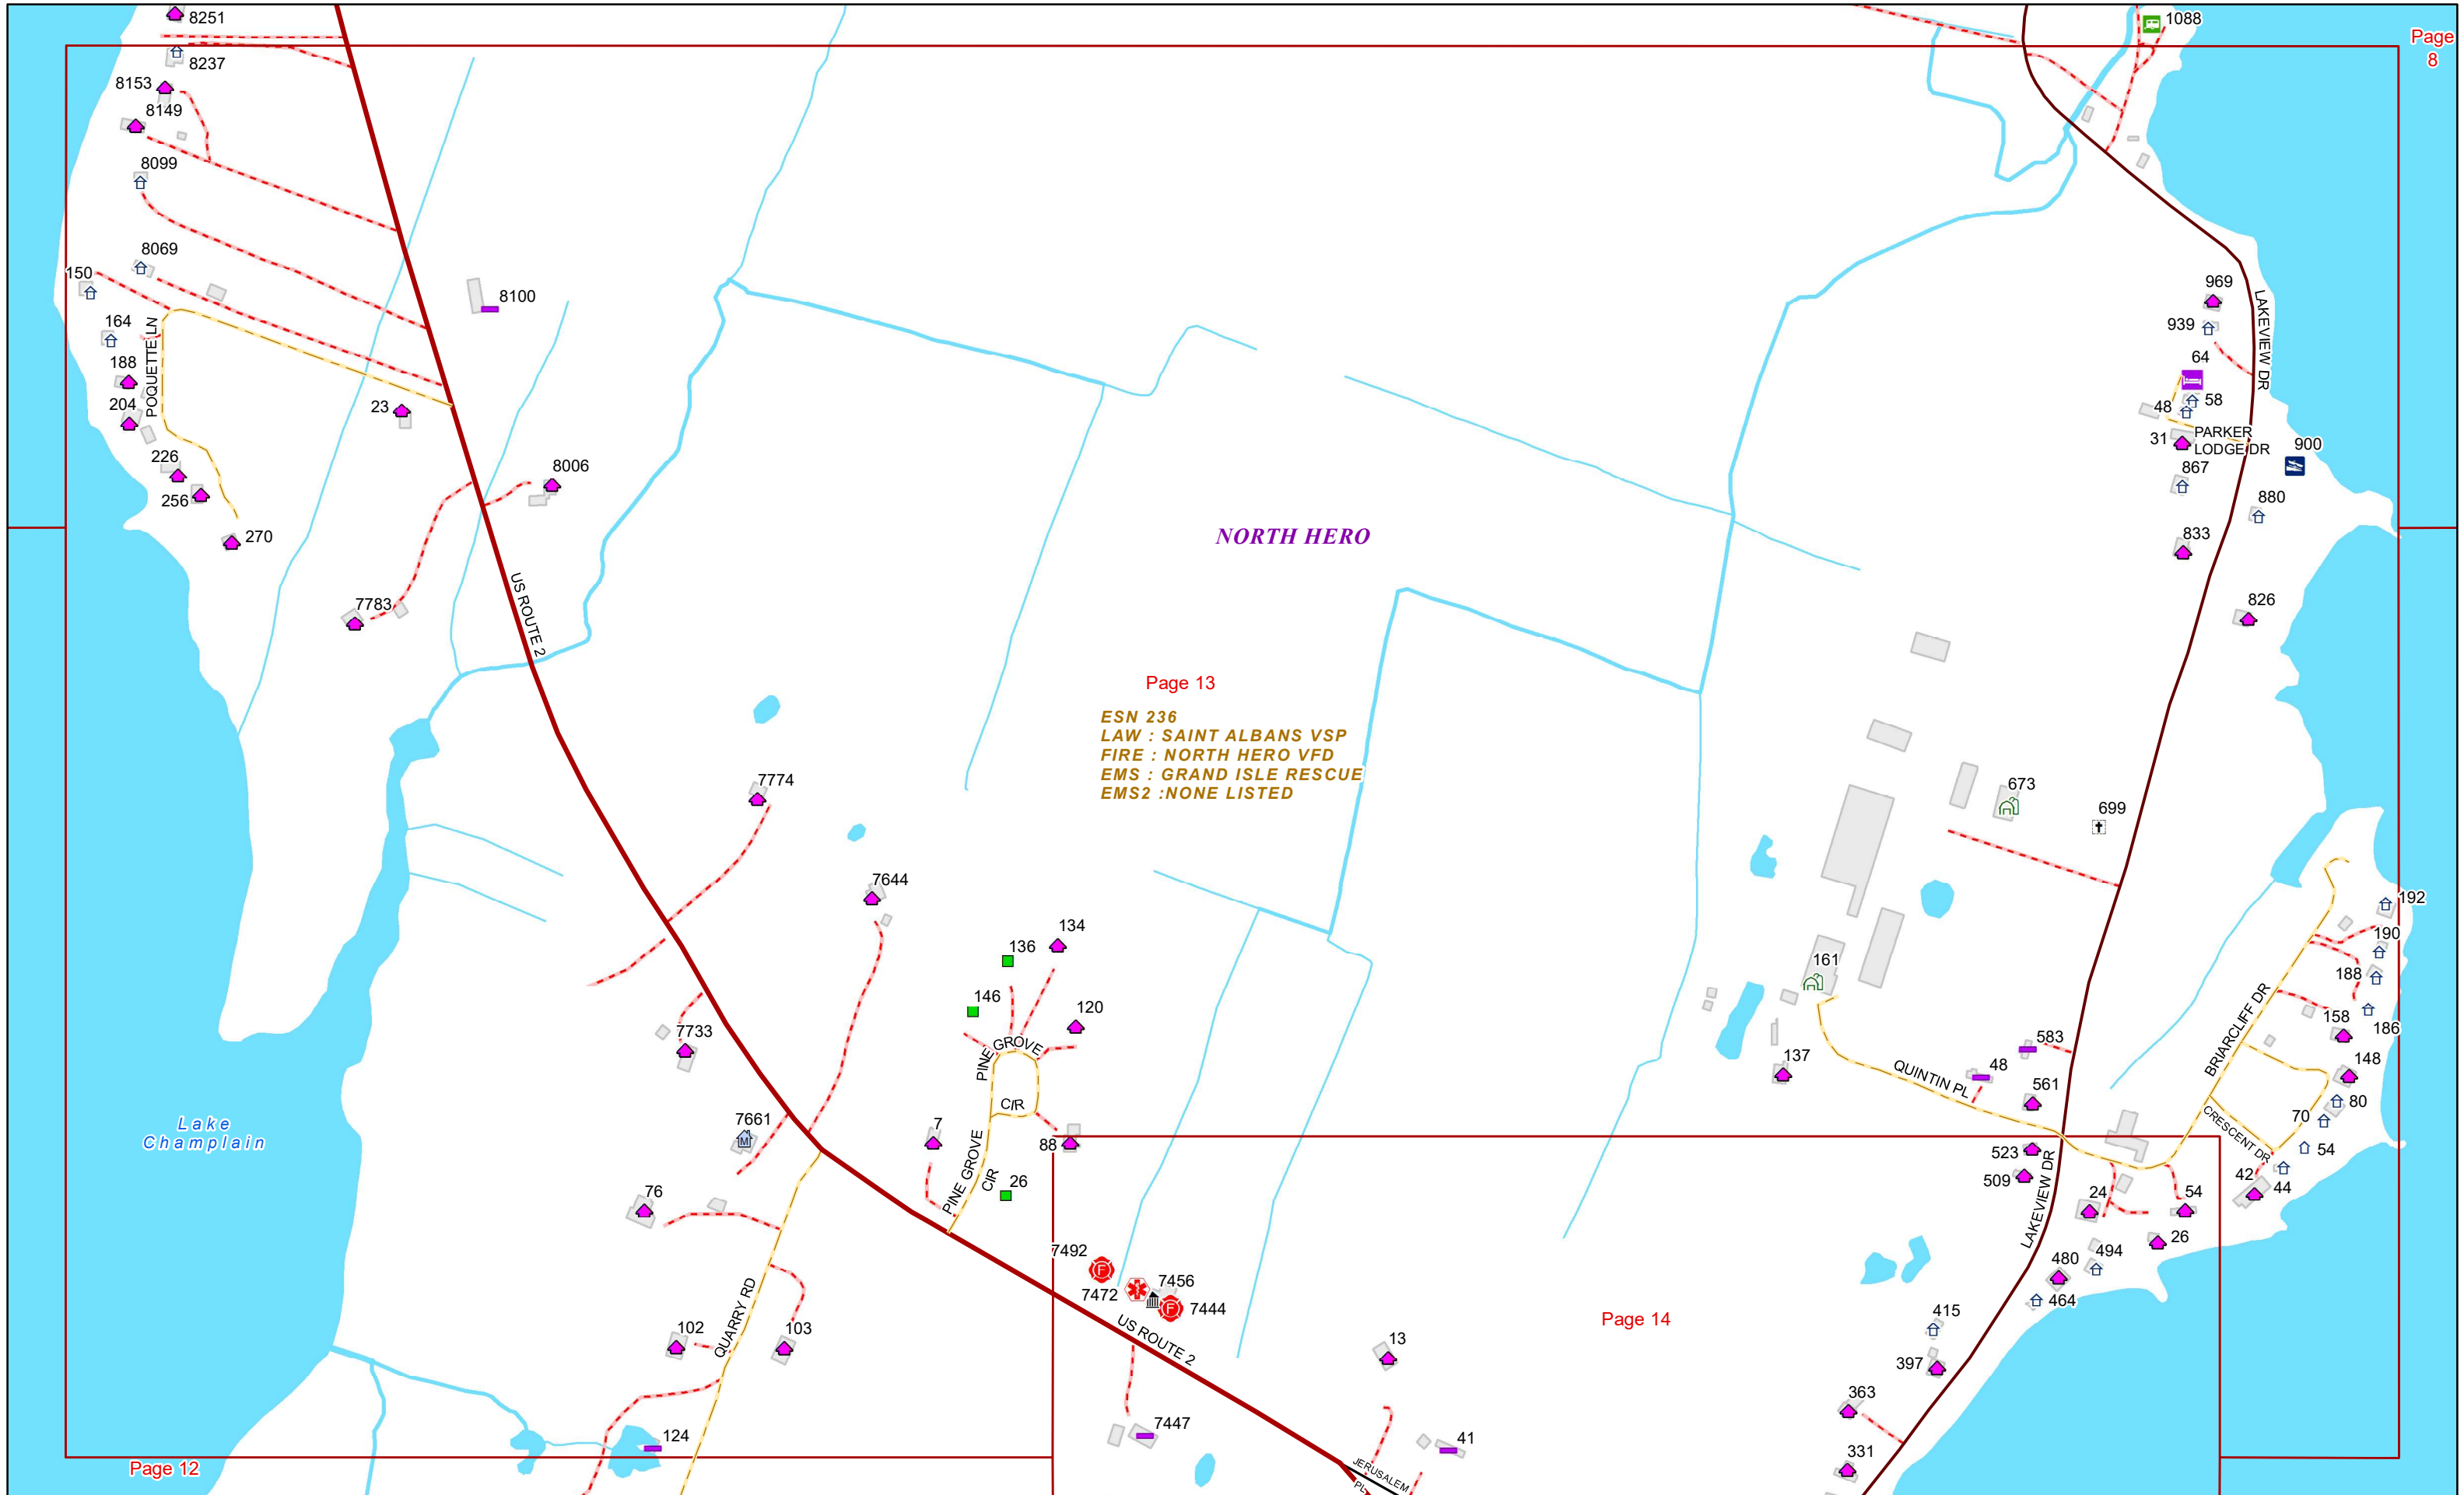 8251
1088
Page
8
8237
8153
8149
8099
8069
150
8100
969
939
LAKEVIEW DR
164
POQUETTE LN
188
64
204
23
48
58
31
PARKER
LODGE DR
900
226
8006
867
256
880
270
NORTH HERO
833
US ROUTE 2
7783
826
Page 13
ESN 236
LAW : SAINT ALBANS VSP
FIRE : NORTH HERO VFD
EMS : GRAND ISLE RESCUE
EMS2 :NONE LISTED
7774
673
699
7644
192
134
136
190
161
188
146
120
158
186
BRIARCLIFF DR
7733
PINE GROVE
583
137
148
48
QUINTIN PL
561
CIR
80
70
Lake
Champlain
7661
M
7
88
CRESCENT DR
54
523
LAKEVIEW DR
509
PINE GROVE
CIR
26
42
44
76
24
54
26
7492
F
494
480
7472
7456
F
7444
464
QUARRY RD
415
Page 14
US ROUTE 2
102
103
13
397
363
7447
41
124
331
Page 12
JERUSALEM
PL